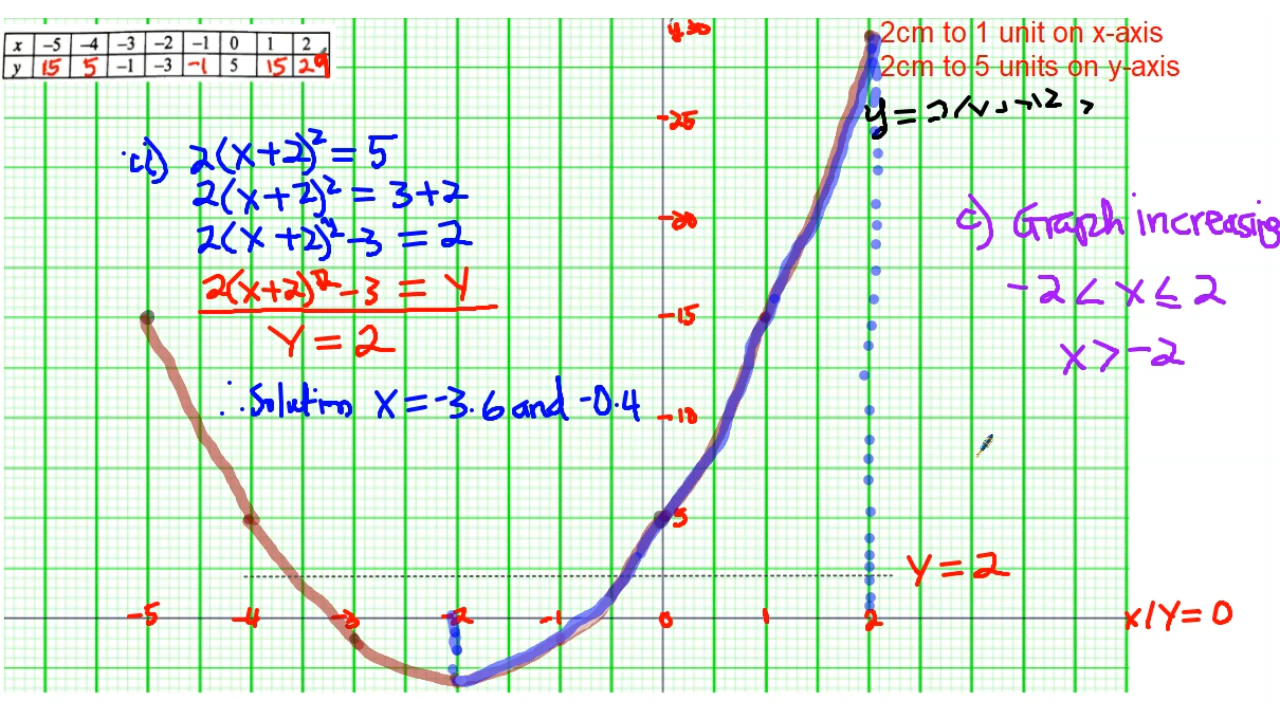 x -5 -4 -3 -2 -1 0 1 2
y 15 5 -1 -3 -1 5 15 29
2cm to 1 unit on x-axis
2cm to 5 units on y-axis
y =
d) 2(x+2)² = 5
2(x+2)² = 3+2
2(x+2)² -3 = 2
2(x+2)² -3 = Y
Y = 2
∴ Solution x = -3.6 and -0.4
c) Graph increasing
-2 < x ≤ 2
x > -2
y 30
-25
-20
-15
-10
5
Y = 2
-5 -4 -3 -2 -1 0 1 2
x/Y = 0